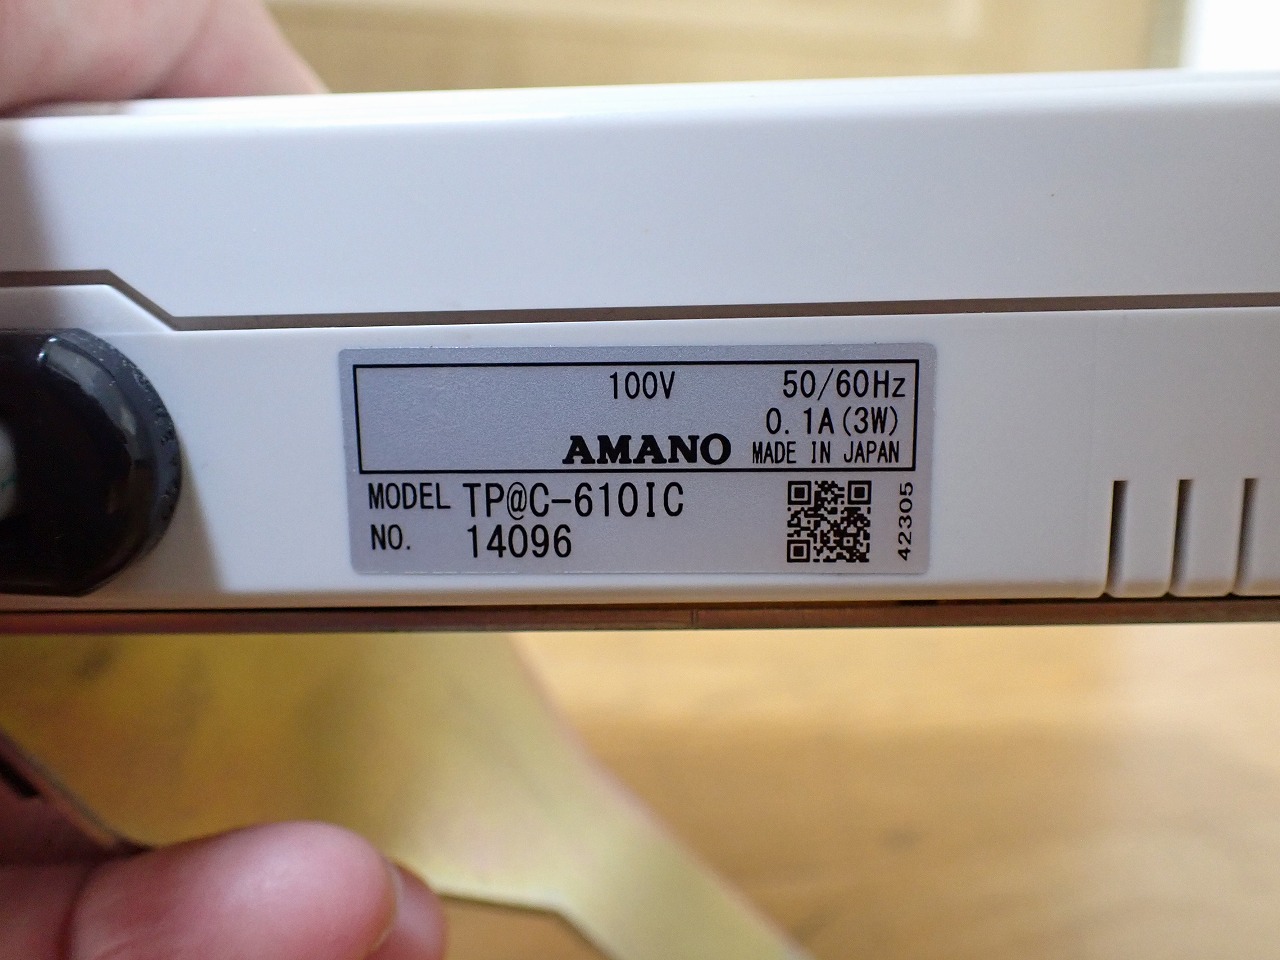 100V 50/60Hz
0.1A(3W)
AMANO MADE IN JAPAN
MODEL TP@C-610IC
NO. 14096
42305